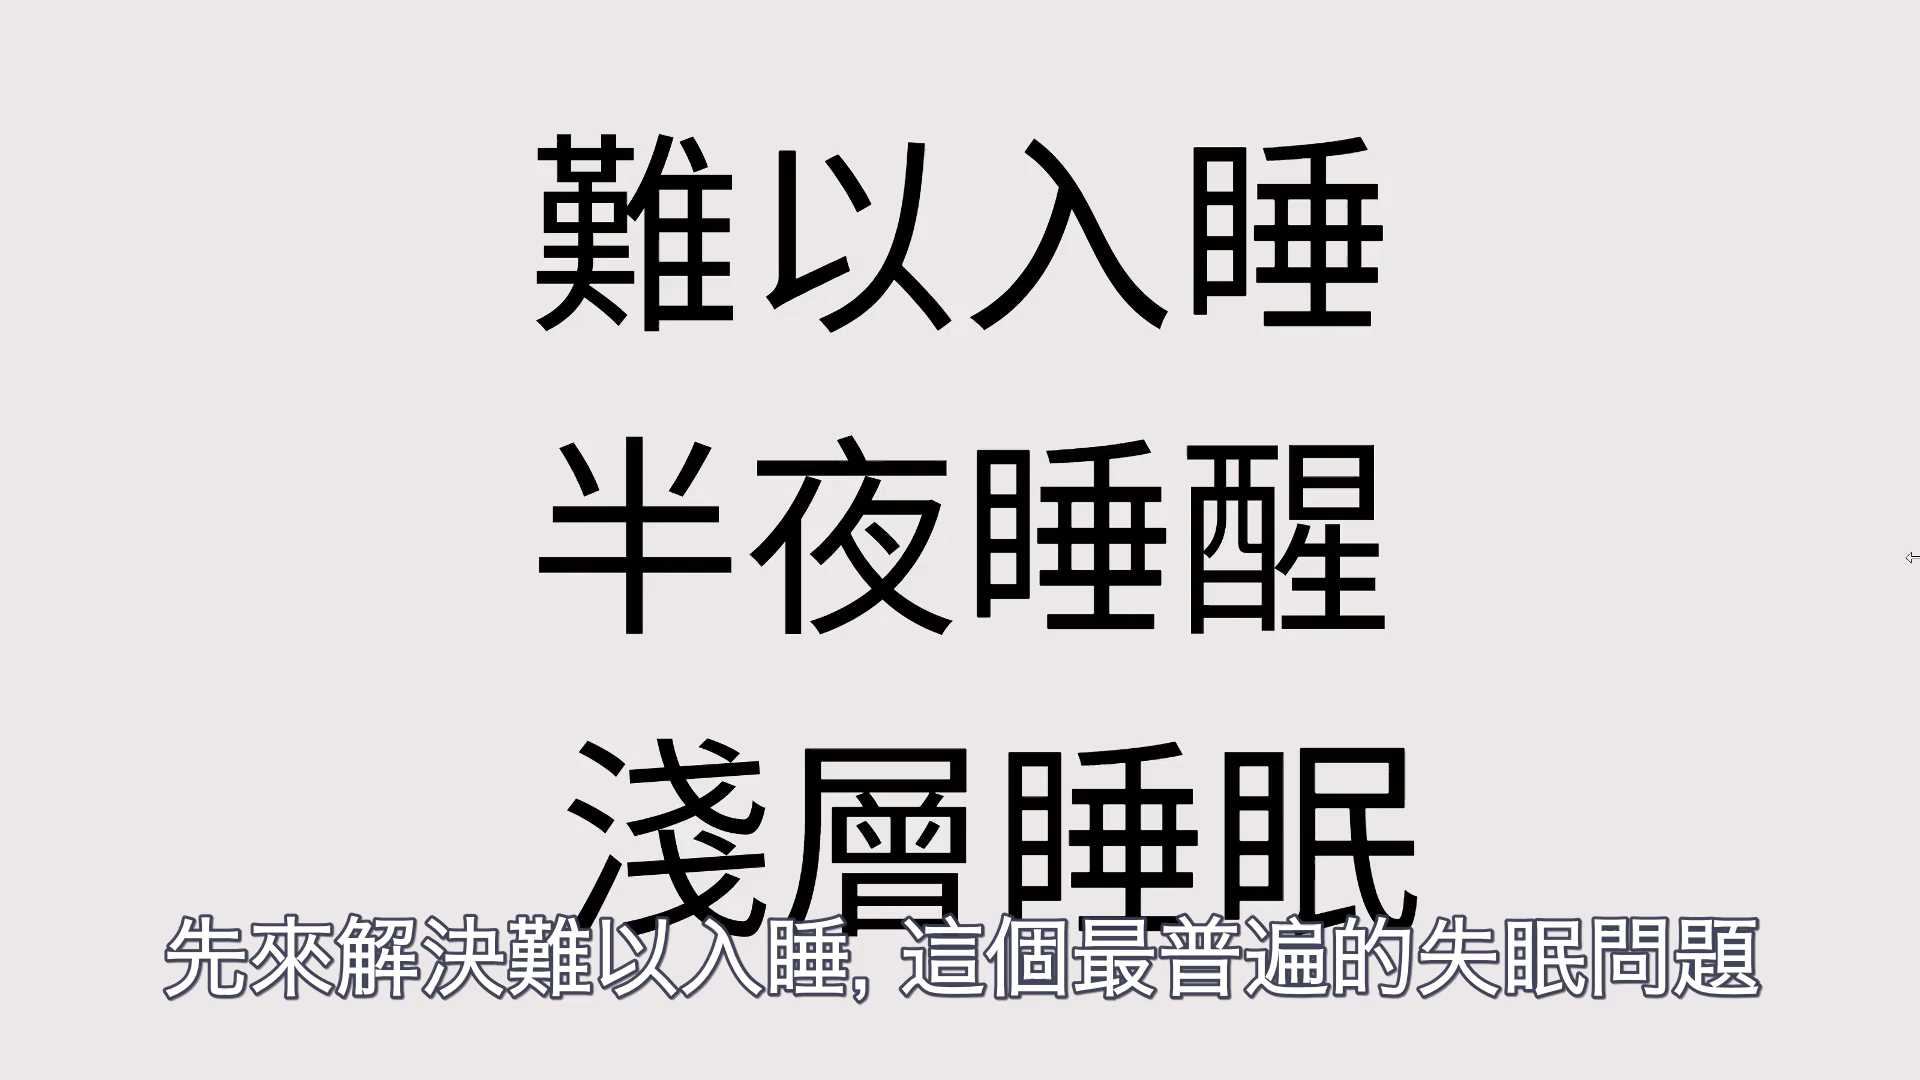 難以入睡
半夜睡醒
淺層睡眠
先來解決難以入睡, 這個最普遍的失眠問題